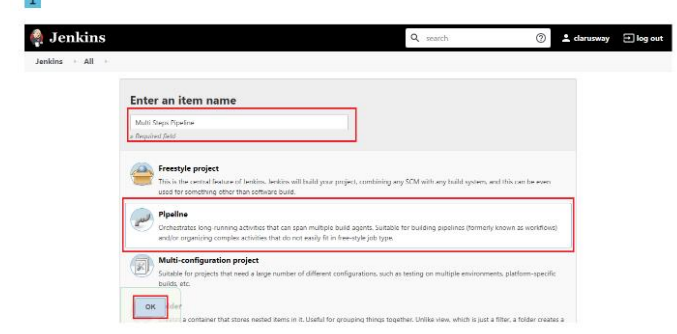 1
Jenkins
search
clarusway
log out
Jenkins
All
Enter an item name
Multi Steps Pipeline
» Required field
Freestyle project
This is the central feature of Jenkins. Jenkins will build your project, combining any SCM with any build system, and this can be even
used for something other than software build.
Pipeline
Orchestrates long-running activities that can span multiple build agents. Suitable for building pipelines (formerly known as workflows)
and/or organizing complex activities that do not easily fit in free-style job type.
Multi-configuration project
Suitable for projects that need a large number of different configurations, such as testing on multiple environments, platform-specific
builds, etc.
OK
a container that stores nested items in it. Useful for grouping things together. Unlike view, which is just a filter, a folder creates a